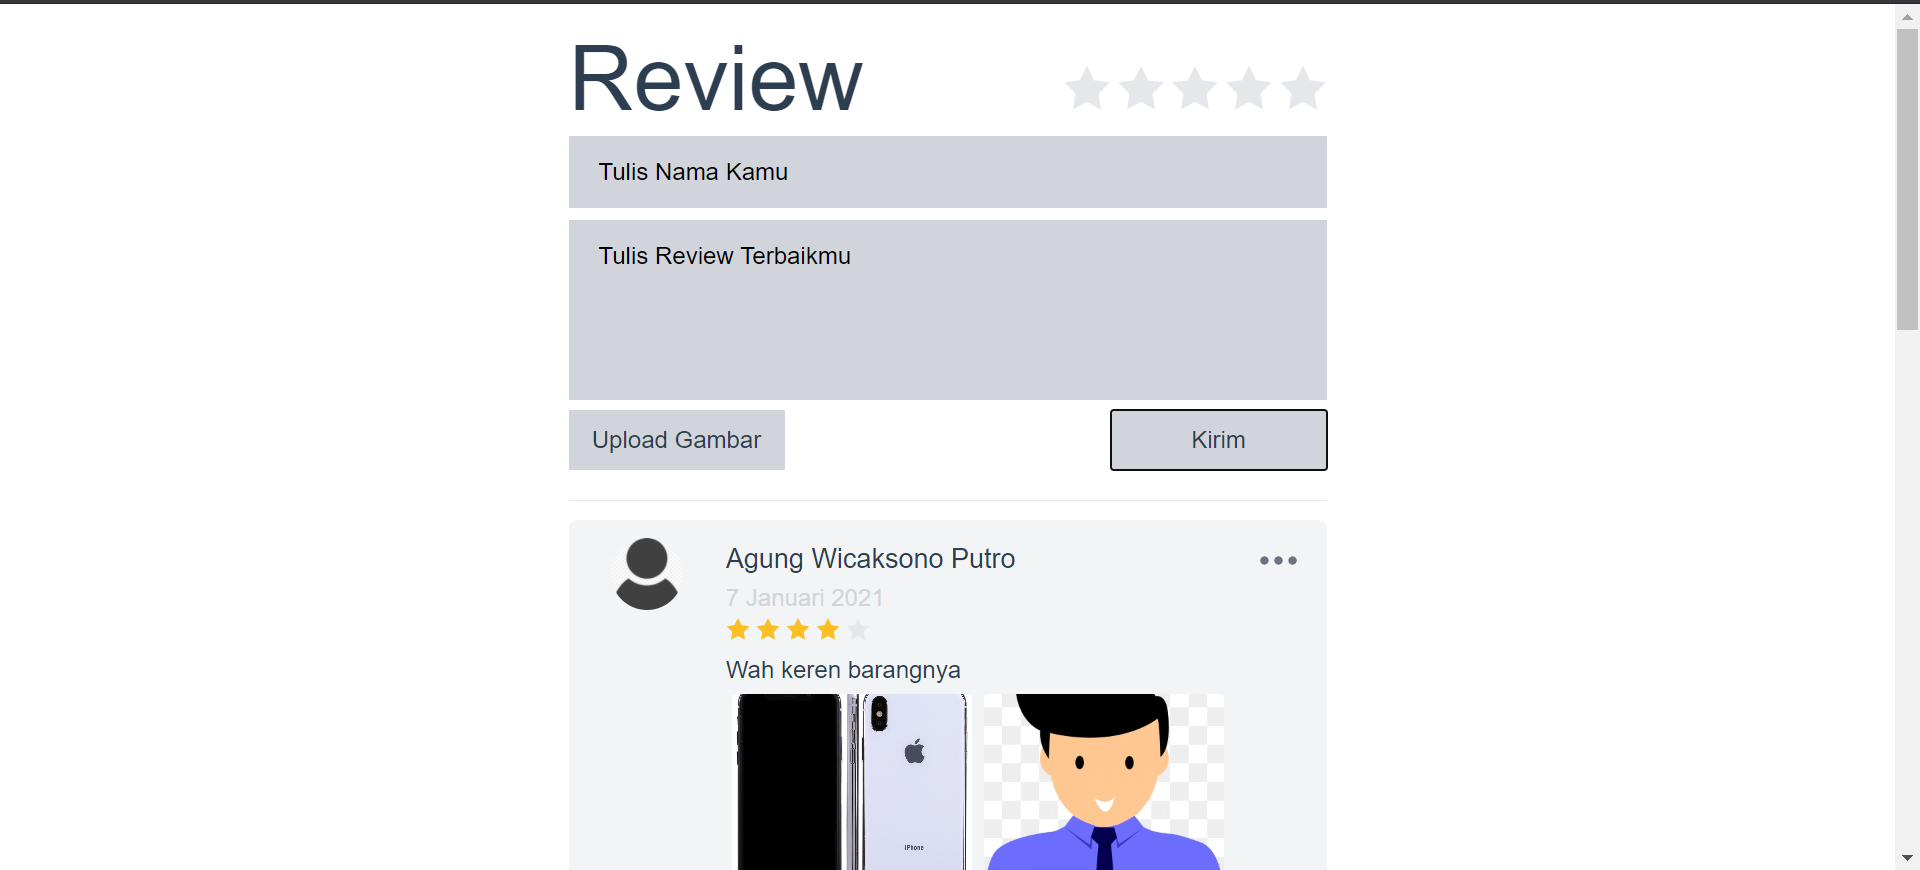 Review
Tulis Nama Kamu
Tulis Review Terbaikmu
Upload Gambar
Kirim
Agung Wicaksono Putro
7 Januari 2021
Wah keren barangnya
iPhone